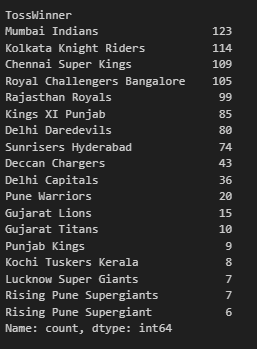 TossWinner
Mumbai Indians 123
Kolkata Knight Riders 114
Chennai Super Kings 109
Royal Challengers Bangalore 105
Rajasthan Royals 99
Kings XI Punjab 85
Delhi Daredevils 80
Sunrisers Hyderabad 74
Deccan Chargers 43
Delhi Capitals 36
Pune Warriors 20
Gujarat Lions 15
Gujarat Titans 10
Punjab Kings 9
Kochi Tuskers Kerala 8
Lucknow Super Giants 7
Rising Pune Supergiants 7
Rising Pune Supergiant 6
Name: count, dtype: int64